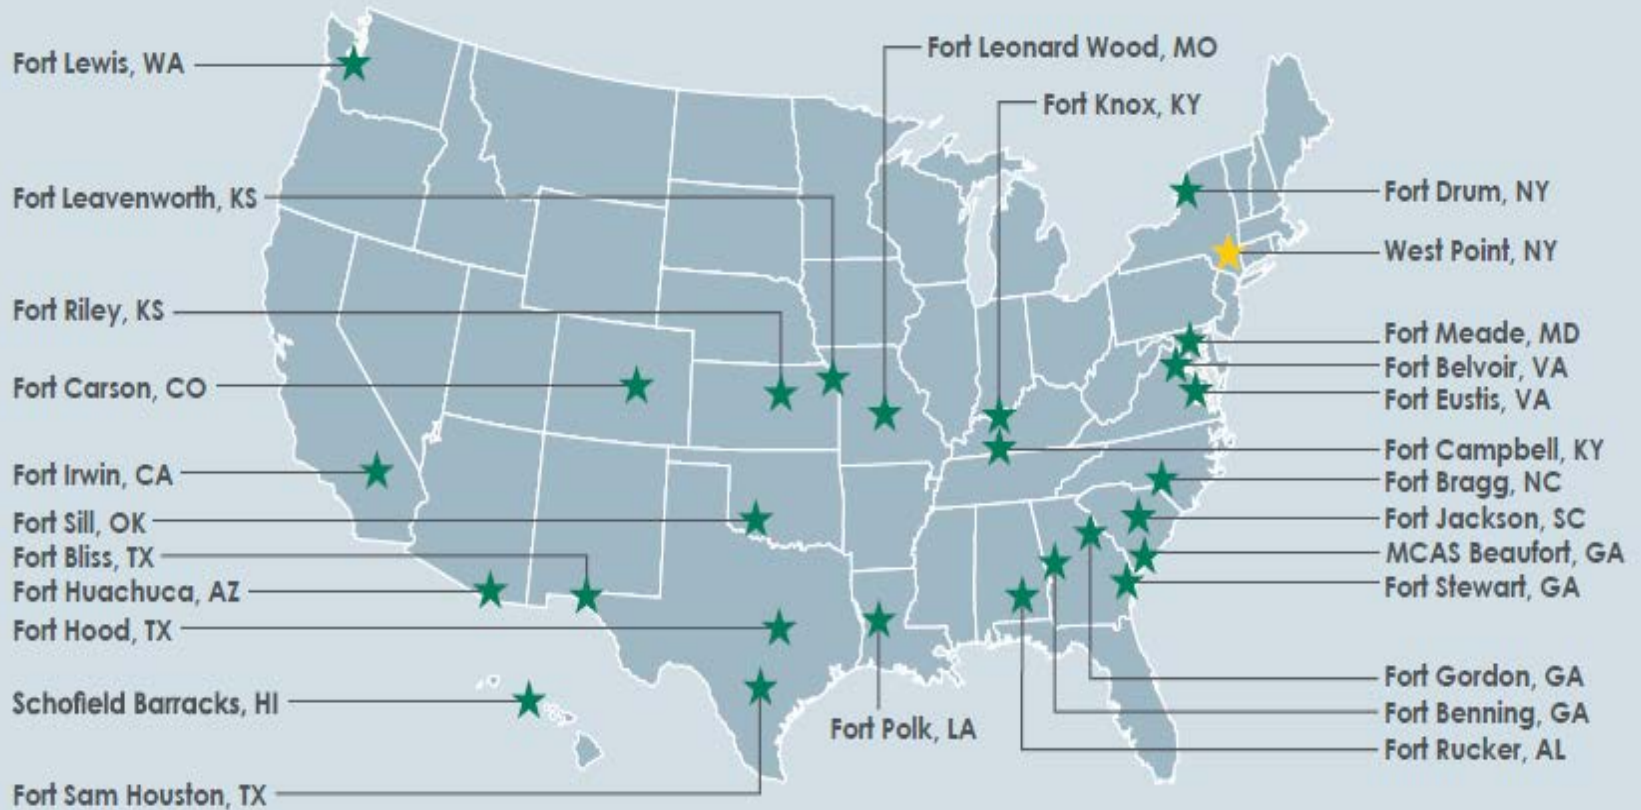 Fort Lewis, WA
Fort Leavenworth, KS
Fort Riley, KS
Fort Carson, CO
Fort Irwin, CA
Fort Sill, OK
Fort Bliss, TX
Fort Huachuca, AZ
Fort Hood, TX
Schofield Barracks, HI
Fort Sam Houston, TX
Fort Polk, LA
Fort Leonard Wood, MO
Fort Knox, KY
Fort Drum, NY
West Point, NY
Fort Meade, MD
Fort Belvoir, VA
Fort Eustis, VA
Fort Campbell, KY
Fort Bragg, NC
Fort Jackson, SC
MCAS Beaufort, GA
Fort Stewart, GA
Fort Gordon, GA
Fort Benning, GA
Fort Rucker, AL